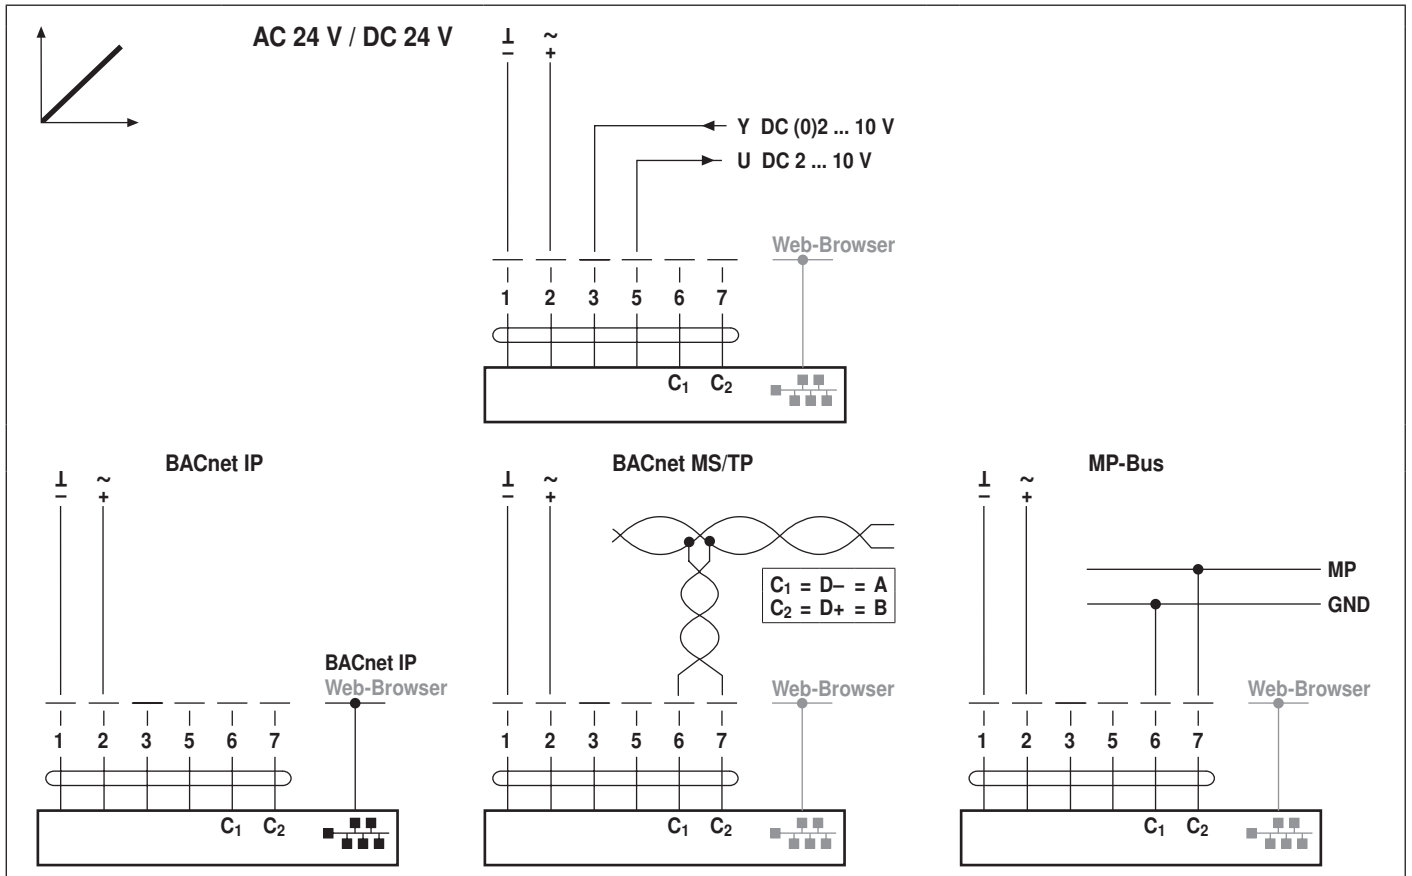 AC 24 V / DC 24 V
⊥ ~
– +
Y DC (0)2 ... 10 V
U DC 2 ... 10 V
Web-Browser
1 2 3 5 6 7
C₁ C₂
BACnet IP
⊥ ~
– +
BACnet IP
Web-Browser
1 2 3 5 6 7
C₁ C₂
BACnet MS/TP
⊥ ~
– +
C₁ = D– = A
C₂ = D+ = B
Web-Browser
1 2 3 5 6 7
C₁ C₂
MP-Bus
⊥ ~
– +
MP
GND
Web-Browser
1 2 3 5 6 7
C₁ C₂